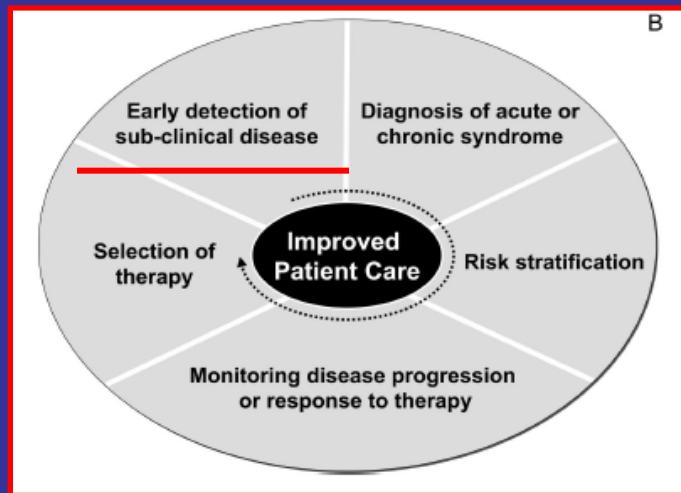 B
Early detection of
sub-clinical disease
Diagnosis of acute or
chronic syndrome
Improved
Patient Care
Selection of
therapy
Risk stratification
Monitoring disease progression
or response to therapy